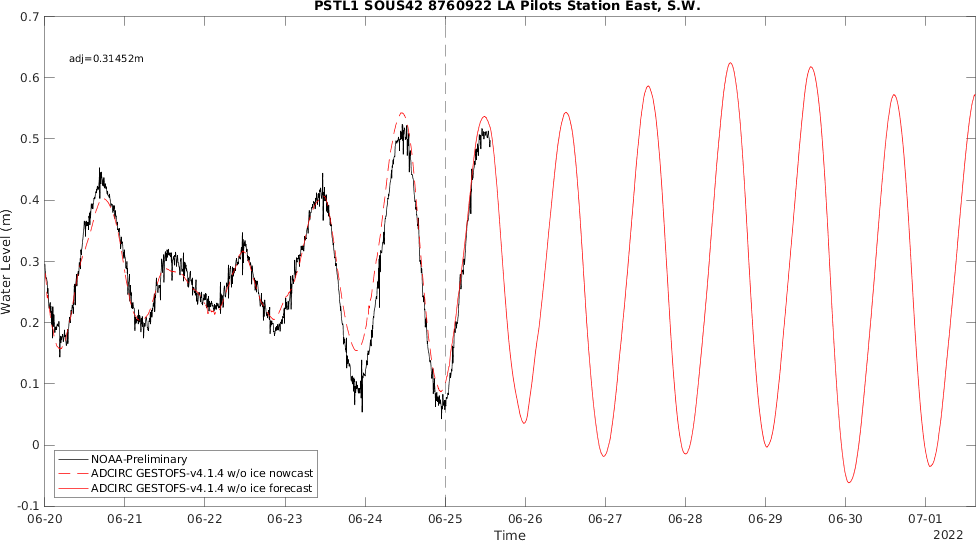 PSTL1 SOUS42 8760922 LA Pilots Station East, S.W.
0.7
adj=0.31452m
0.6
0.5
0.4
0.3
0.2
0.1
0
-0.1
Water Level (m)
NOAA-Preliminary
ADCIRC GESTOFS-v4.1.4 w/o ice nowcast
ADCIRC GESTOFS-v4.1.4 w/o ice forecast
06-20 06-21 06-22 06-23 06-24 06-25 06-26 06-27 06-28 06-29 06-30 07-01
Time
2022